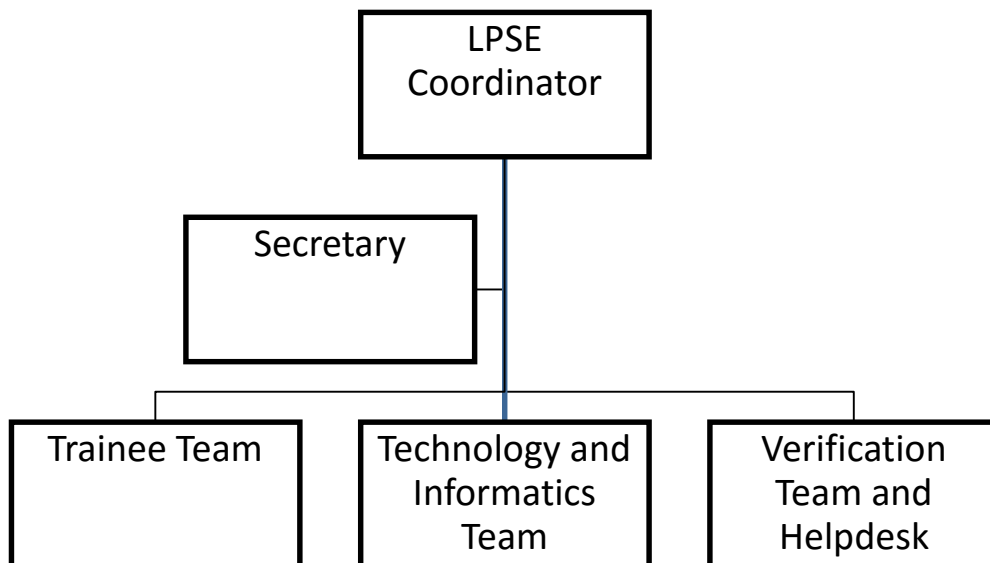 LPSE
Coordinator
Secretary
Trainee Team
Technology and
Informatics
Team
Verification
Team and
Helpdesk